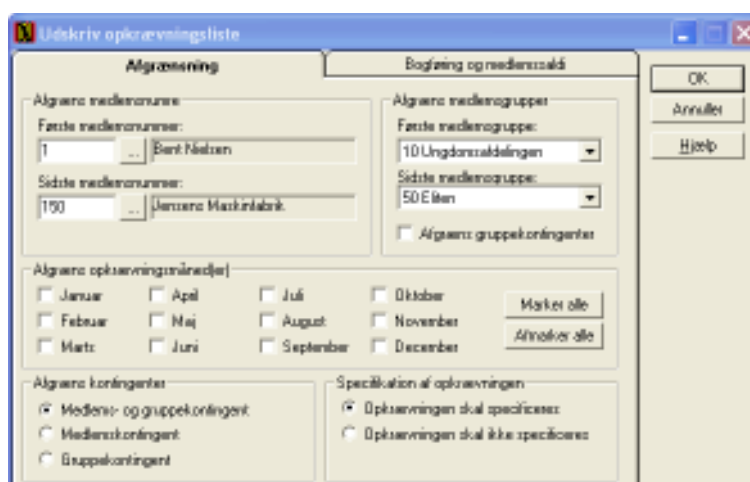 Udskriv opkrævningsliste
Afgrænsning
Bogføring og medlemssaldi
OK
Annuller
Hjælp
Afgræns medlemsnumre
Første medlemsnummer:
1
...
Bent Nielsen
Sidste medlemsnummer:
150
...
Jensens Maskinfabrik
Afgræns medlemsgrupper
Første medlemsgruppe:
10 Ungdomsafdelingen
Sidste medlemsgruppe:
50 Eliten
Afgræns gruppekontingenter
Afgræns opkrævningsmåned(er)
Januar
April
Juli
Oktober
Februar
Maj
August
November
Marts
Juni
September
December
Marker alle
Afmarker alle
Afgræns kontingenter
Medlems- og gruppekontingent
Medlemskontingent
Gruppekontingent
Specifikation af opkrævningen
Opkrævningen skal specificeres
Opkrævningen skal ikke specificeres